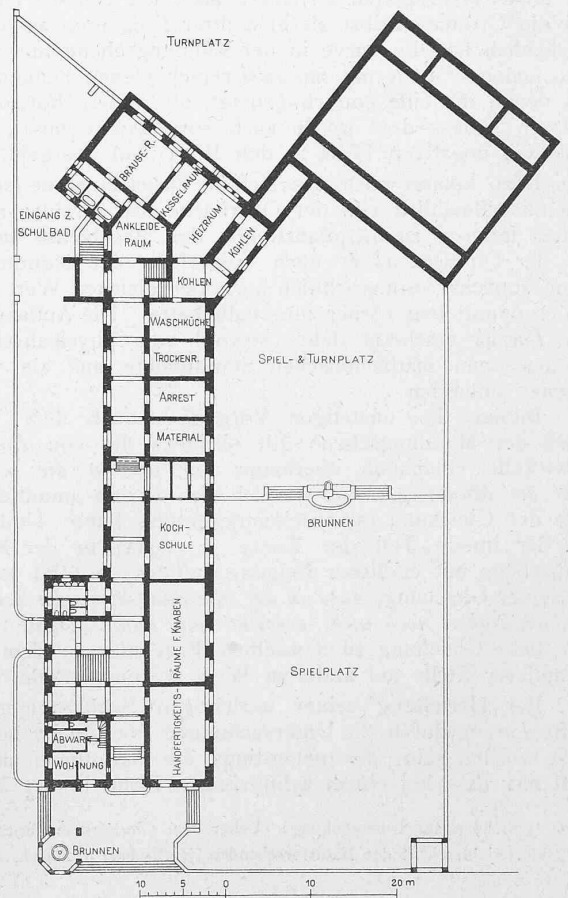 TURNPLATZ
BRAUSE-R.
KESSELRAUM
HEIZRAUM
KOHLEN
EINGANG Z.
SCHULBAD
ANKLEIDE-
RAUM
KOHLEN
WASCHKÜCHE
TROCKENR.
SPIEL- & TURNPLATZ
ARREST
MATERIAL
BRUNNEN
KOCH-
SCHULE
HANDFERTIGKEITS-RÄUME F. KNABEN
SPIELPLATZ
ABWART-
WOHNUNG
BRUNNEN
10 5 0 10 20 m